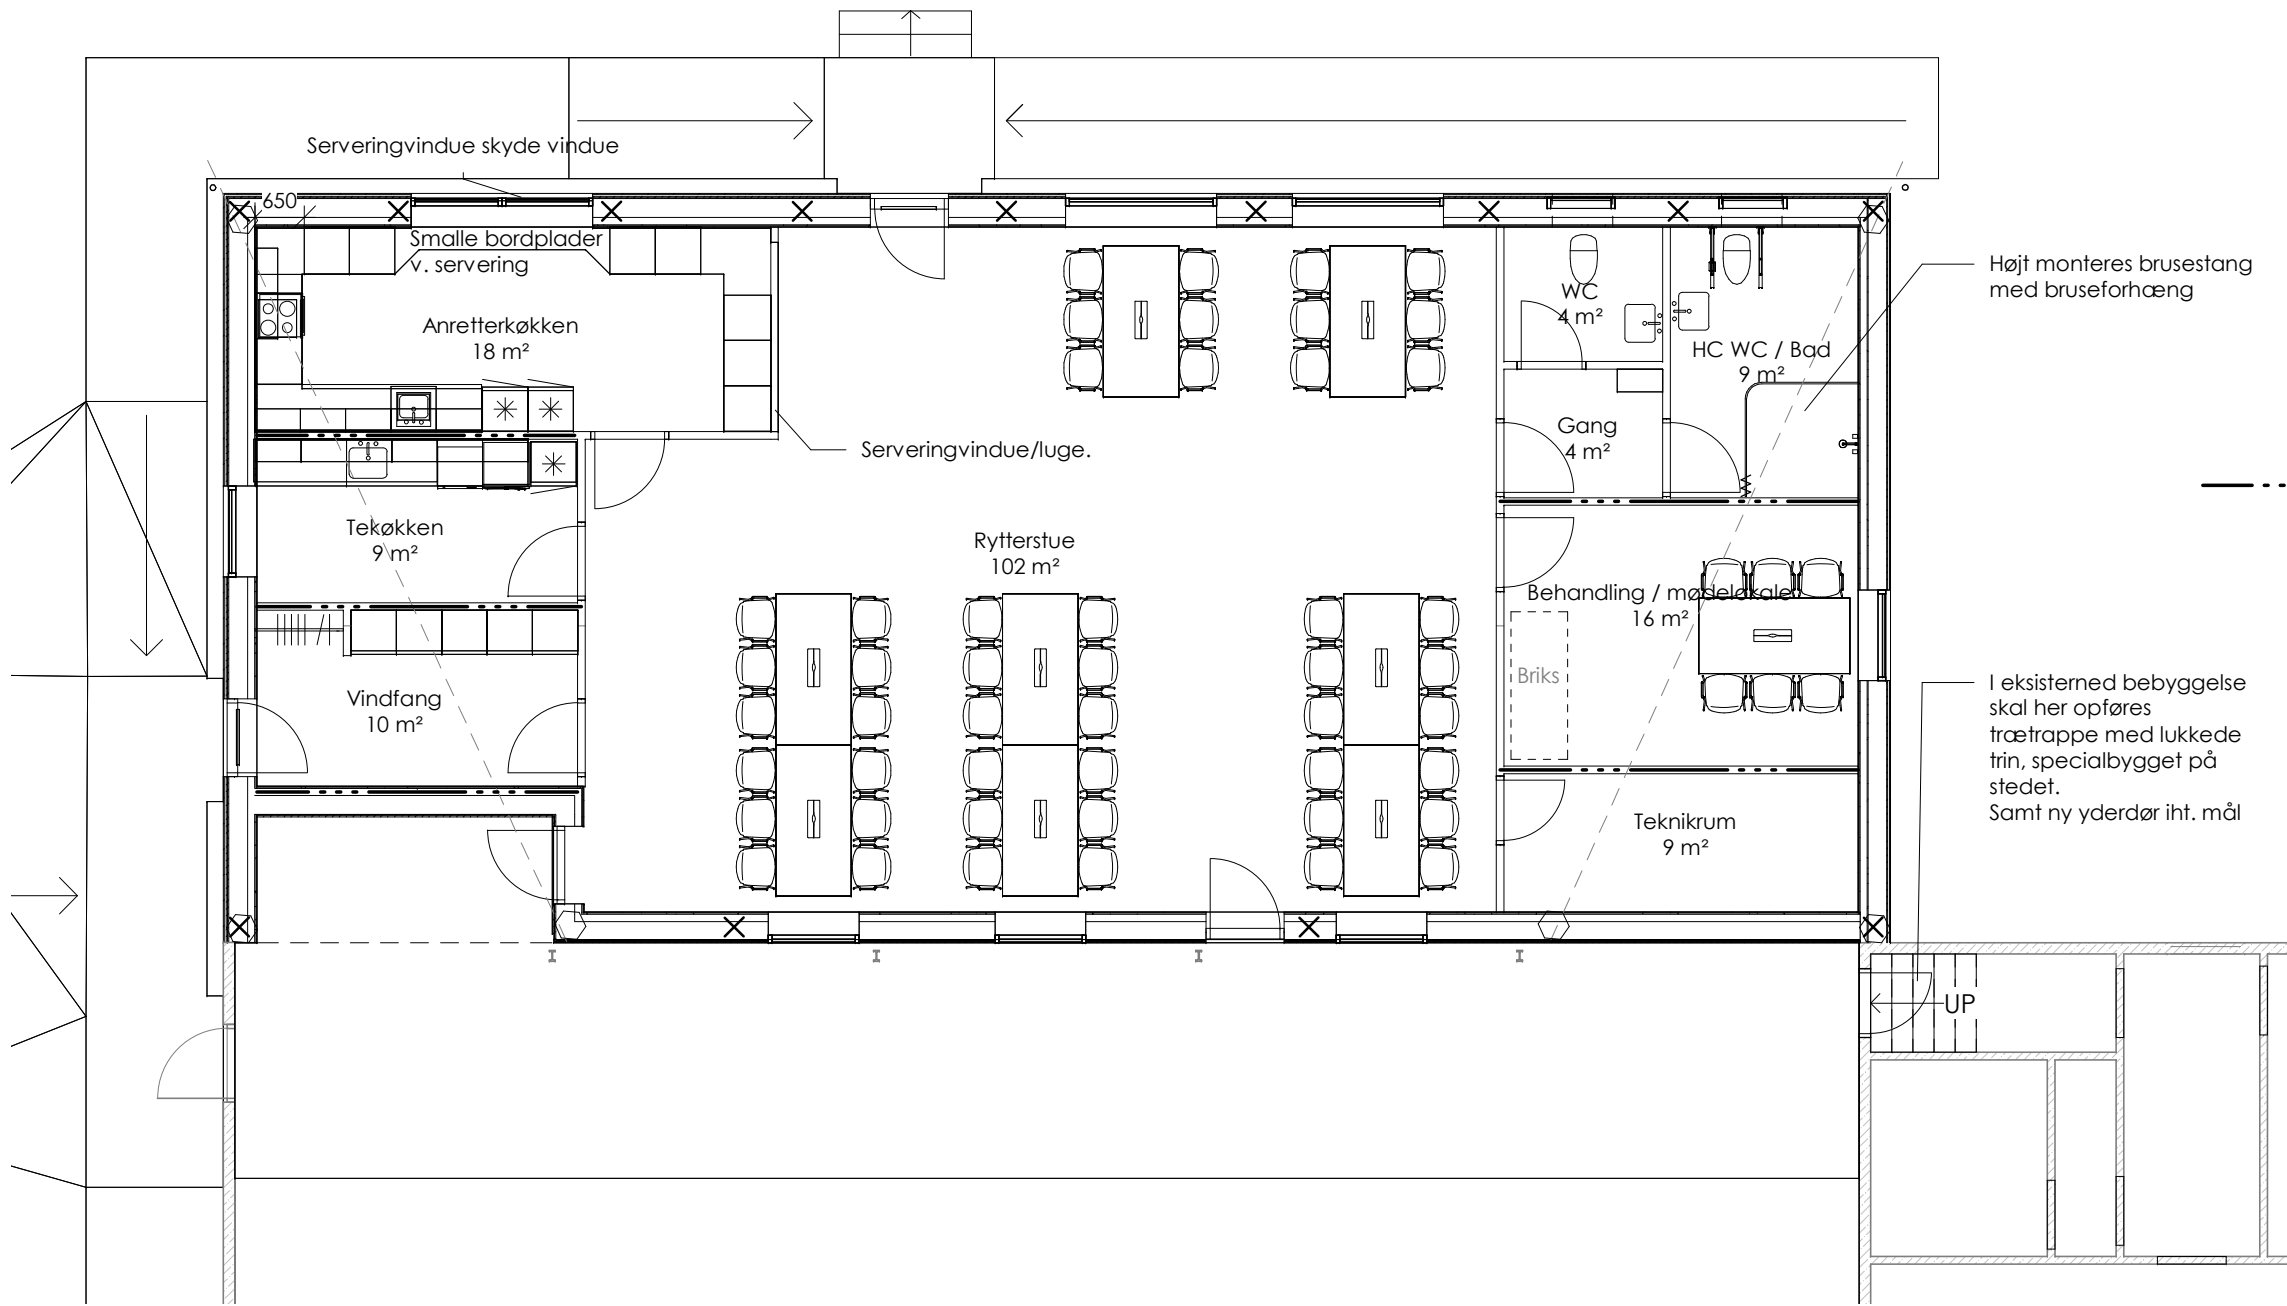 Serveringvindue skyde vindue
650
Smalle bordplader
v. servering
Anretterkøkken
18 m²
Serveringvindue/luge.
Tekøkken
9 m²
Vindfang
10 m²
Rytterstue
102 m²
WC
4 m²
HC WC / Bad
9 m²
Gang
4 m²
Behandling / mødelokale
16 m²
Briks
Teknikrum
9 m²
Højt monteres brusestang
med bruseforhæng
I eksisterned bebyggelse
skal her opføres
trætrappe med lukkede
trin, specialbygget på
stedet.
Samt ny yderdør iht. mål
UP